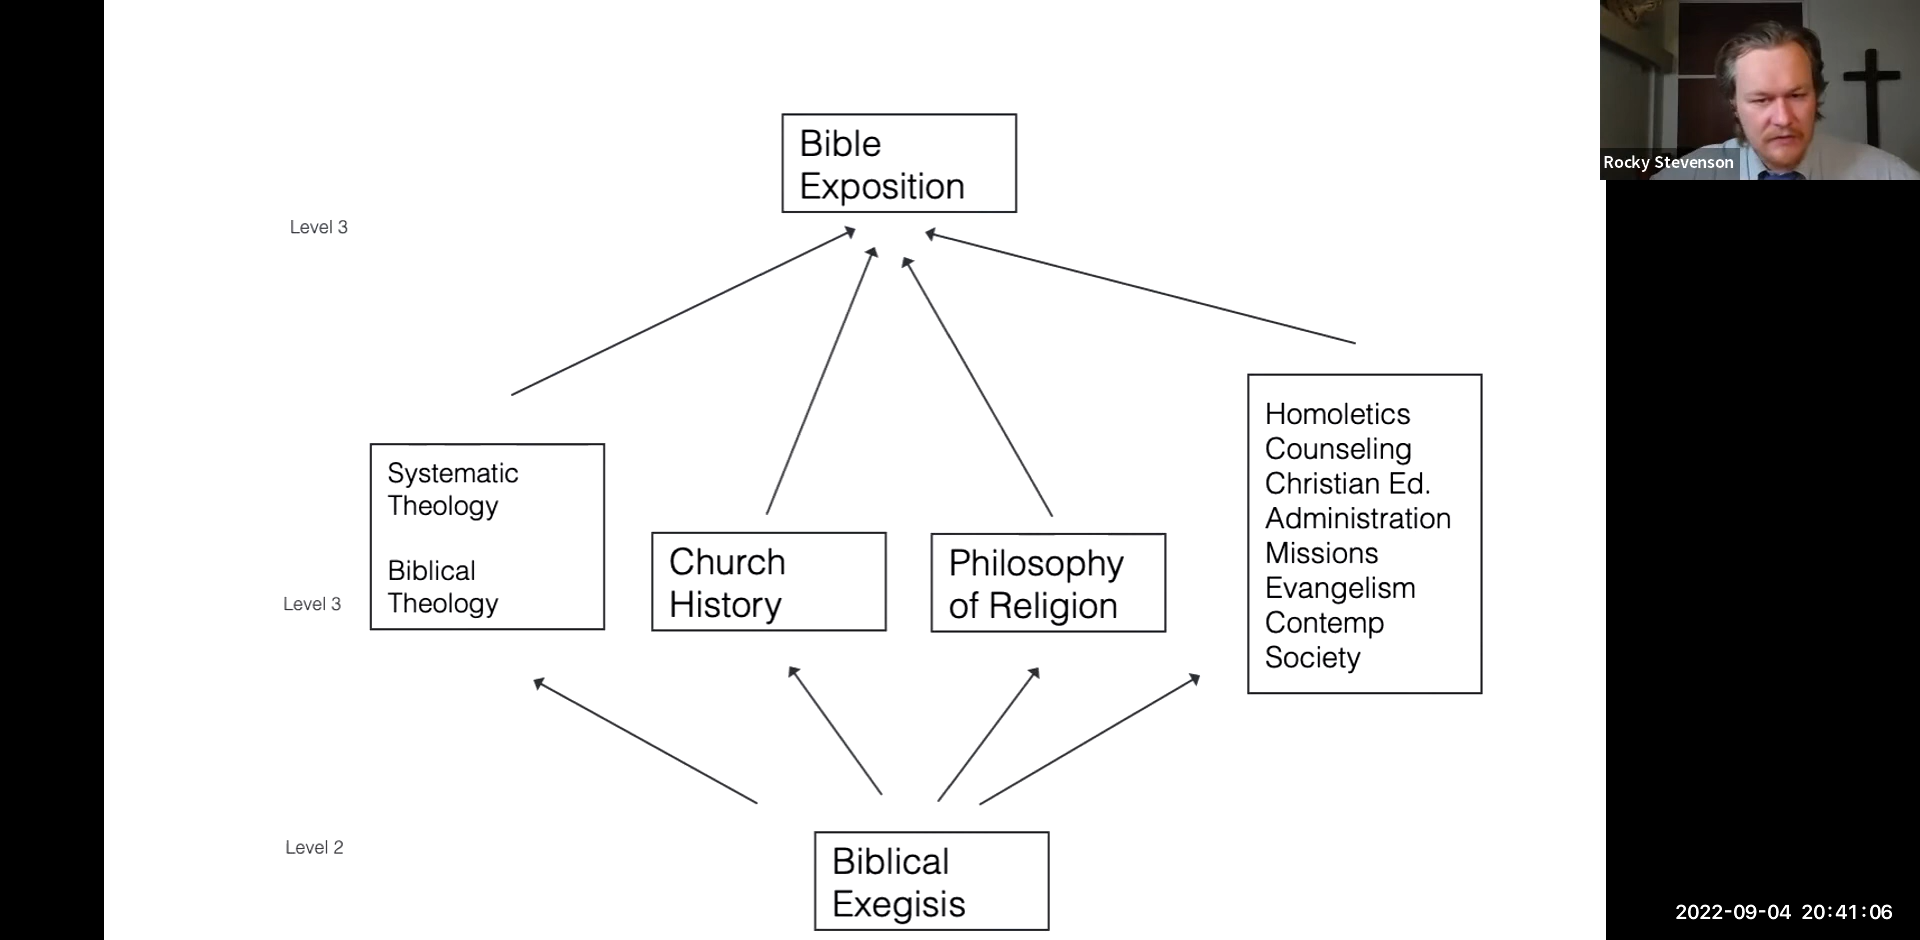 Bible
Exposition
Rocky Stevenson
Level 3
Homoletics
Counseling
Christian Ed.
Administration
Missions
Evangelism
Contemp
Society
Systematic
Theology
Biblical
Theology
Church
History
Philosophy
of Religion
Level 3
Level 2
Biblical
Exegisis
2022-09-04 20:41:06